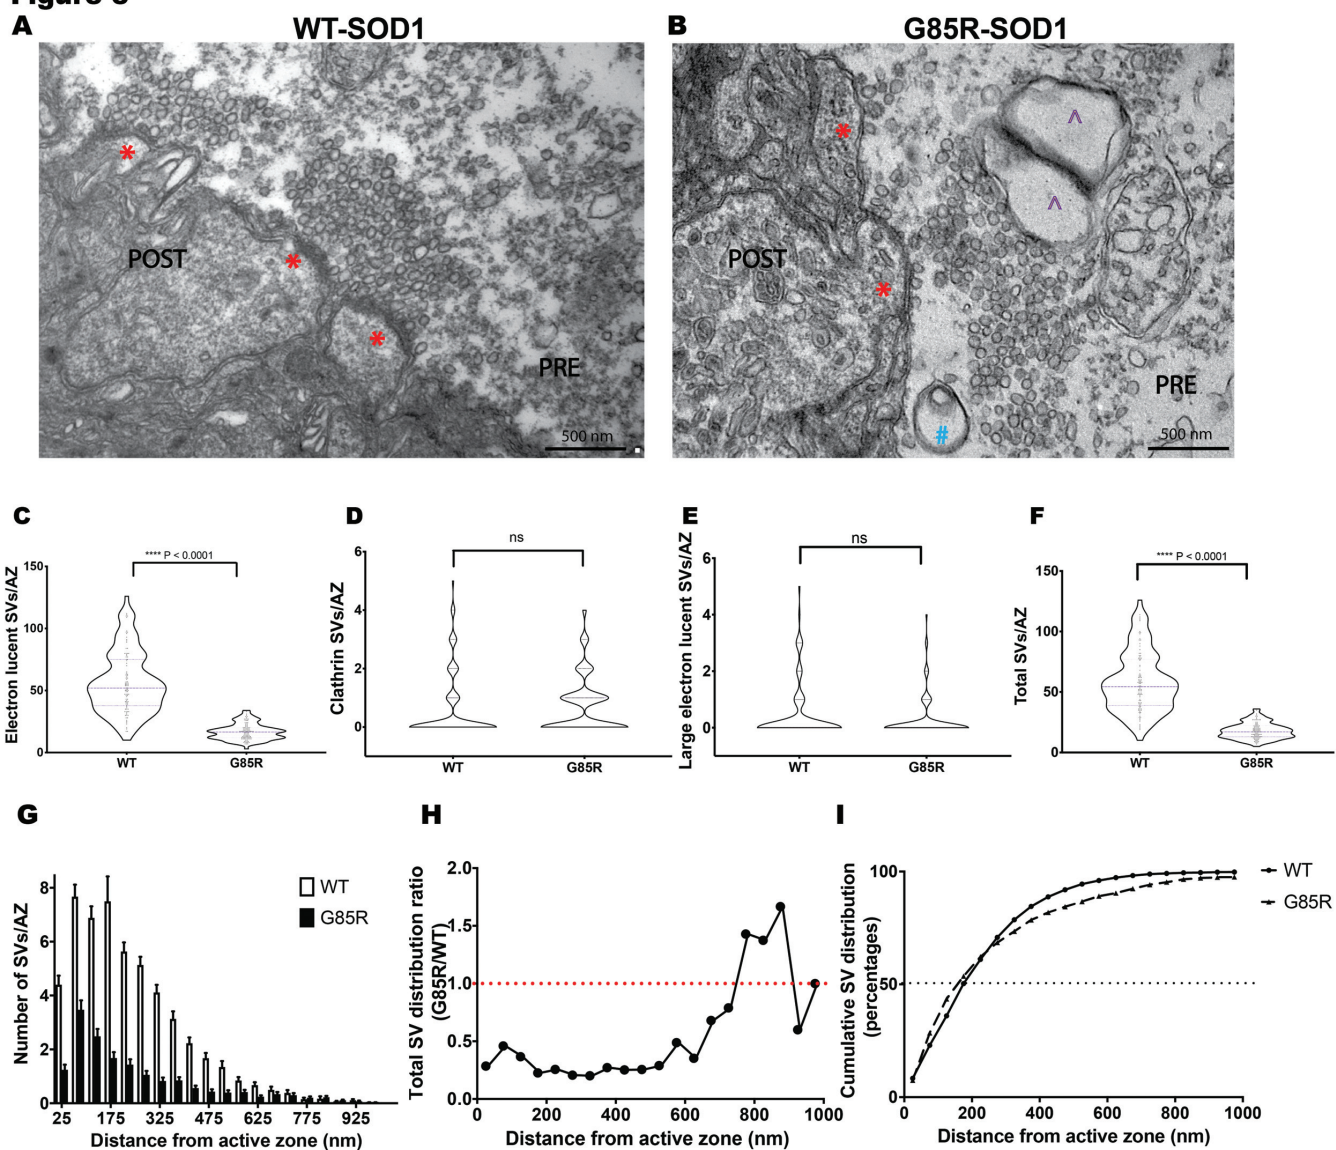 A
WT-SOD1
B
G85R-SOD1
*
*
*
POST
PRE
500 nm
*
*
^
^
POST
PRE
#
500 nm
C
Electron lucent SVs/AZ
**** P < 0.0001
150
100
50
0
WT
G85R
D
Clathrin SVs/AZ
ns
6
4
2
0
WT
G85R
E
Large electron lucent SVs/AZ
ns
6
4
2
0
WT
G85R
F
Total SVs/AZ
**** P < 0.0001
150
100
50
0
WT
G85R
G
Number of SVs/AZ
8
6
4
2
0
WT
G85R
25 175 325 475 625 775 925
Distance from active zone (nm)
H
Total SV distribution ratio
(G85R/WT)
2.0
1.5
1.0
0.5
0.0
0 200 400 600 800 1000
Distance from active zone (nm)
I
Cumulative SV distribution
(percentages)
100
50
0
WT
G85R
0 200 400 600 800 1000
Distance from active zone (nm)